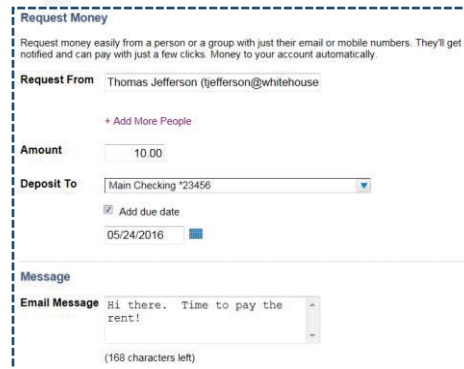 Request Money
Request money easily from a person or a group with just their email or mobile numbers. They'll get
notified and can pay with just a few clicks. Money to your account automatically.
Request From Thomas Jefferson (tjefferson@whitehouse
+ Add More People
Amount 10.00
Deposit To Main Checking *23456
Add due date
05/24/2016
Message
Email Message Hi there. Time to pay the
rent!
(168 characters left)